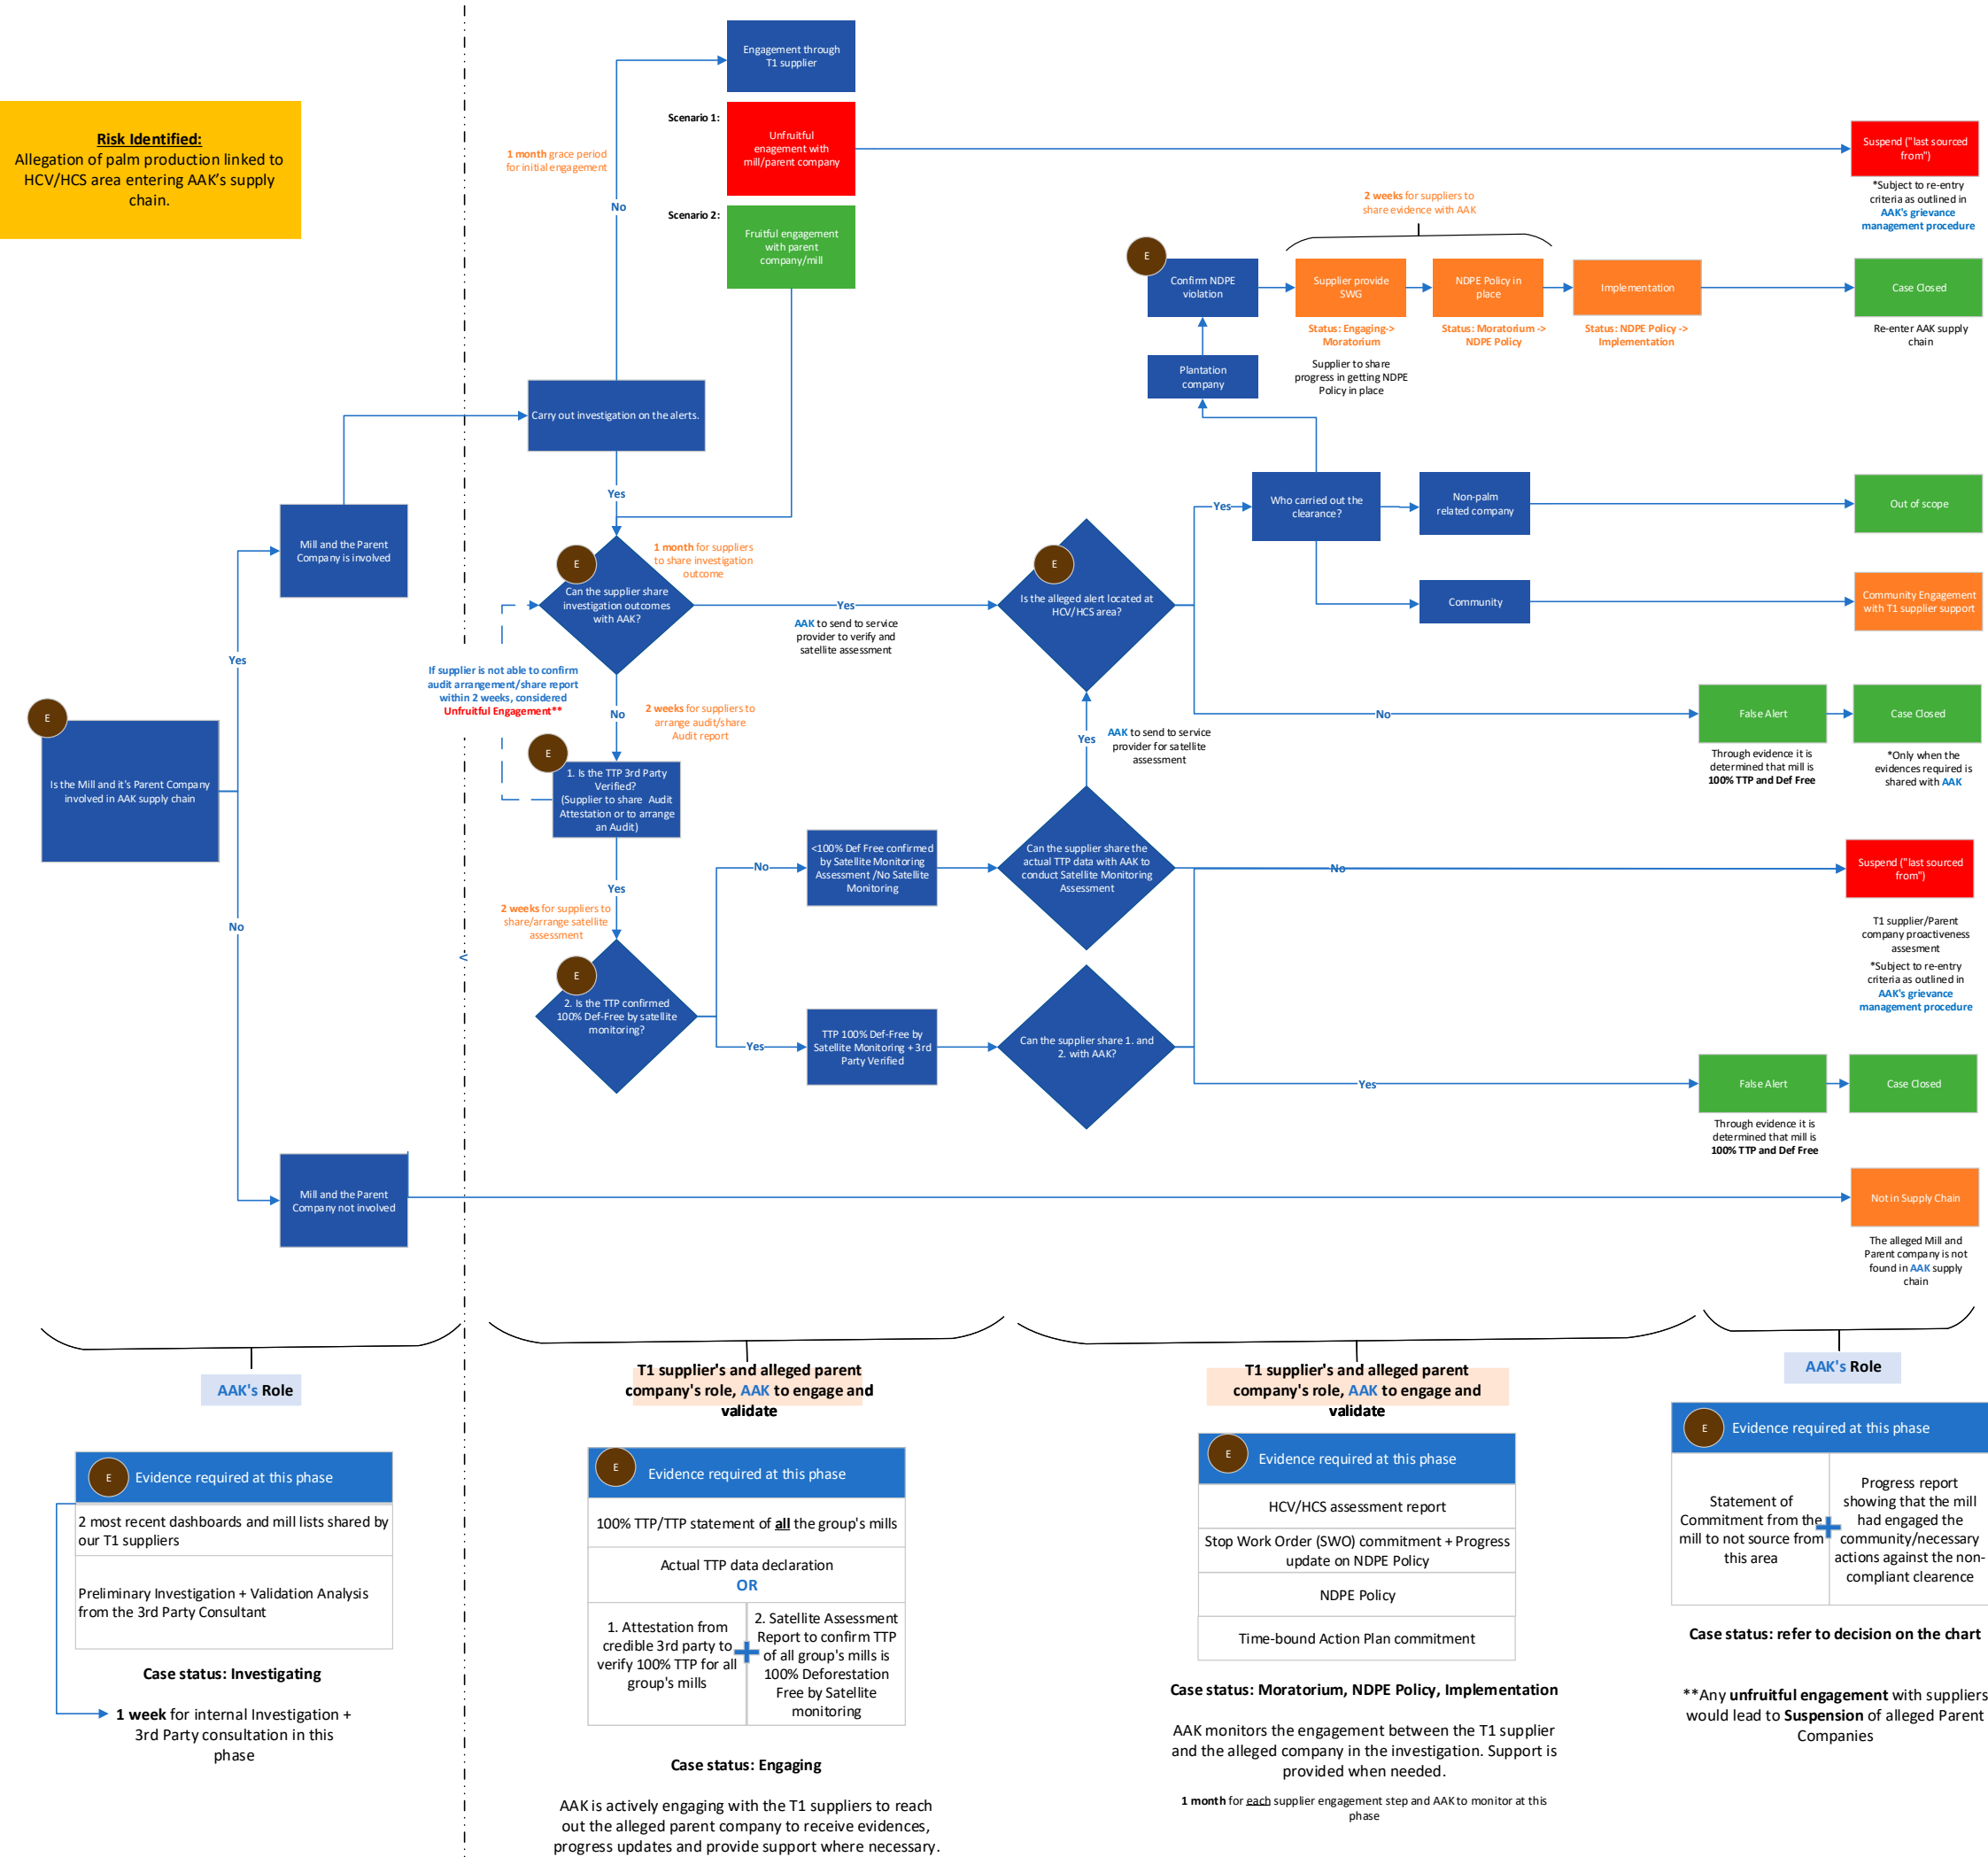 Risk Identified:
Allegation of palm production linked to
HCV/HCS area entering AAK's supply
chain.
Engagement through
T1 supplier
Scenario 1:
Unfruitful
enagement with
mill/parent company
1 month grace period
for initial engagement
No
Scenario 2:
Fruitful engagement
with parent
company/mill
Suspend ("last sourced
from")
*Subject to re-entry
criteria as outlined in
AAK's grievance
management procedure
2 weeks for suppliers to
share evidence with AAK
E
Confirm NDPE
violation
Supplier provide
SWG
NDPE Policy in
place
Implementation
Case Closed
Status: Engaging->
Moratorium
Status: Moratorium ->
NDPE Policy
Status: NDPE Policy ->
Implementation
Re-enter AAK supply
chain
Supplier to share
progress in getting NDPE
Policy in place
Plantation
company
Carry out investigation on the alerts.
Yes
Mill and the Parent
Company is involved
Who carried out the
clearance?
Yes
Non-palm
related company
Out of scope
1 month for suppliers
to share investigation
outcome
E
Can the supplier share
investigation outcomes
with AAK?
Yes
AAK to send to service
provider to verify and
satellite assessment
E
Is the alleged alert located at
HCV/HCS area?
Community
Community Engagement
with T1 supplier support
Yes
If supplier is not able to confirm
audit arrangement/share report
within 2 weeks, considered
Unfruitful Engagement**
No
2 weeks for suppliers to
arrange audit/share
Audit report
E
Is the Mill and it's Parent Company
involved in AAK supply chain
E
1. Is the TTP 3rd Party
Verified?
(Supplier to share Audit
Attestation or to arrange
an Audit)
Yes
AAK to send to service
provider for satellite
assessment
No
False Alert
Case Closed
Through evidence it is
determined that mill is
100% TTP and Def Free
*Only when the
evidences required is
shared with AAK
Yes
2 weeks for suppliers to
share/arrange satellite
assessment
No
<100% Def Free confirmed
by Satellite Monitoring
Assessment /No Satellite
Monitoring
Can the supplier share the
actual TTP data with AAK to
conduct Satellite Monitoring
Assessment
No
Suspend ("last sourced
from")
T1 supplier/Parent
company proactiveness
assesment
*Subject to re-entry
criteria as outlined in
AAK's grievance
management procedure
No
<
E
2. Is the TTP confirmed
100% Def-Free by satellite
monitoring?
Yes
TTP 100% Def-Free by
Satellite Monitoring + 3rd
Party Verified
Can the supplier share 1. and
2. with AAK?
Yes
False Alert
Case Closed
Through evidence it is
determined that mill is
100% TTP and Def Free
Mill and the Parent
Company not involved
Not in Supply Chain
The alleged Mill and
Parent company is not
found in AAK supply
chain
AAK's Role
E
Evidence required at this phase
2 most recent dashboards and mill lists shared by
our T1 suppliers
Preliminary Investigation + Validation Analysis
from the 3rd Party Consultant
Case status: Investigating
1 week for internal Investigation +
3rd Party consultation in this
phase
T1 supplier's and alleged parent
company's role, AAK to engage and
validate
E
Evidence required at this phase
100% TTP/TTP statement of all the group's mills
Actual TTP data declaration
OR
1. Attestation from
credible 3rd party to
verify 100% TTP for all
group's mills
+
2. Satellite Assessment
Report to confirm TTP
of all group's mills is
100% Deforestation
Free by Satellite
monitoring
Case status: Engaging
AAK is actively engaging with the T1 suppliers to reach
out the alleged parent company to receive evidences,
progress updates and provide support where necessary.
T1 supplier's and alleged parent
company's role, AAK to engage and
validate
E
Evidence required at this phase
HCV/HCS assessment report
Stop Work Order (SWO) commitment + Progress
update on NDPE Policy
NDPE Policy
Time-bound Action Plan commitment
Case status: Moratorium, NDPE Policy, Implementation
AAK monitors the engagement between the T1 supplier
and the alleged company in the investigation. Support is
provided when needed.
1 month for each supplier engagement step and AAK to monitor at this
phase
AAK's Role
E
Evidence required at this phase
Statement of
Commitment from the
mill to not source from
this area
+
Progress report
showing that the mill
had engaged the
community/necessary
actions against the non-
compliant clearence
Case status: refer to decision on the chart
**Any unfruitful engagement with suppliers
would lead to Suspension of alleged Parent
Companies